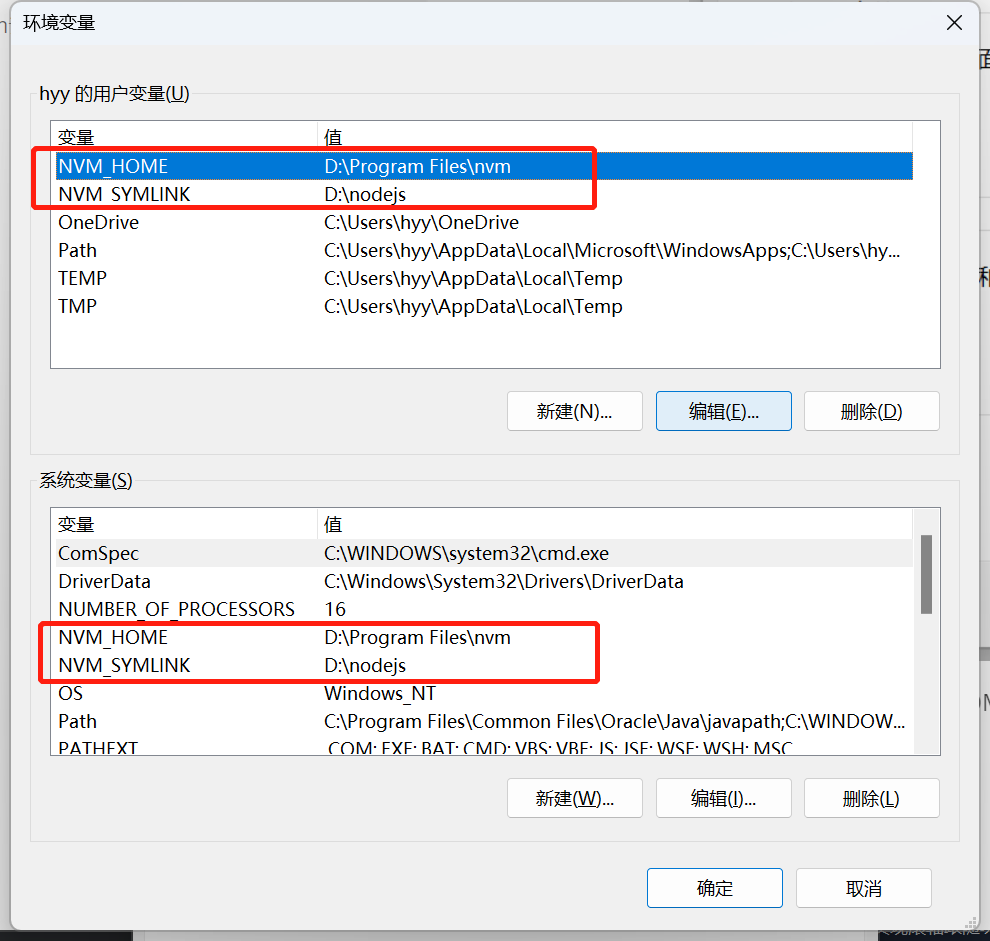 环境变量
hyy 的用户变量(U)
变量 值
NVM_HOME D:\Program Files\nvm
NVM_SYMLINK D:\nodejs
OneDrive C:\Users\hyy\OneDrive
Path C:\Users\hyy\AppData\Local\Microsoft\WindowsApps;C:\Users\hy...
TEMP C:\Users\hyy\AppData\Local\Temp
TMP C:\Users\hyy\AppData\Local\Temp
新建(N)... 编辑(E)... 删除(D)
系统变量(S)
变量 值
ComSpec C:\WINDOWS\system32\cmd.exe
DriverData C:\Windows\System32\Drivers\DriverData
NUMBER_OF_PROCESSORS 16
NVM_HOME D:\Program Files\nvm
NVM_SYMLINK D:\nodejs
OS Windows_NT
Path C:\Program Files\Common Files\Oracle\Java\javapath;C:\WINDOW...
PATHEXT .COM;.EXE;.BAT;.CMD;.VBS;.VBE;.JS;.JSE;.WSF;.WSH;.MSC
新建(W)... 编辑(I)... 删除(L)
确定 取消